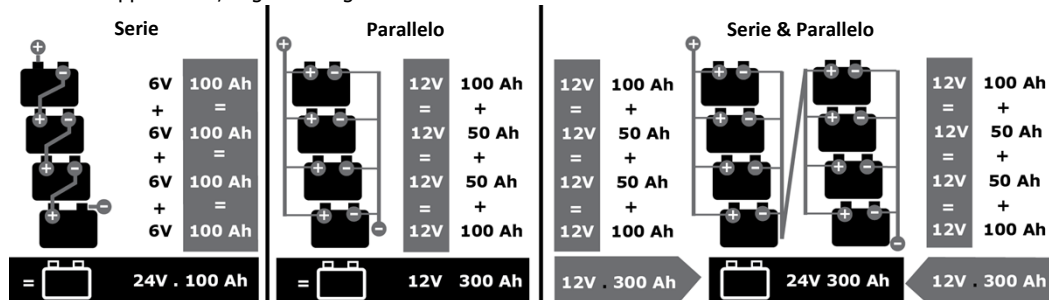 Serie
+
6V 100 Ah
+ =
6V 100 Ah
+ =
6V 100 Ah
+ =
6V 100 Ah
= 24V . 100 Ah
Parallelo
12V 100 Ah
= +
12V 50 Ah
= +
12V 50 Ah
= +
12V 100 Ah
= 12V 300 Ah
Serie & Parallelo
12V 100 Ah
= +
12V 50 Ah
= +
12V 50 Ah
= +
12V 100 Ah
12V . 300 Ah
24V 300 Ah
12V 100 Ah
= +
12V 50 Ah
= +
12V 50 Ah
= +
12V 100 Ah
12V . 300 Ah